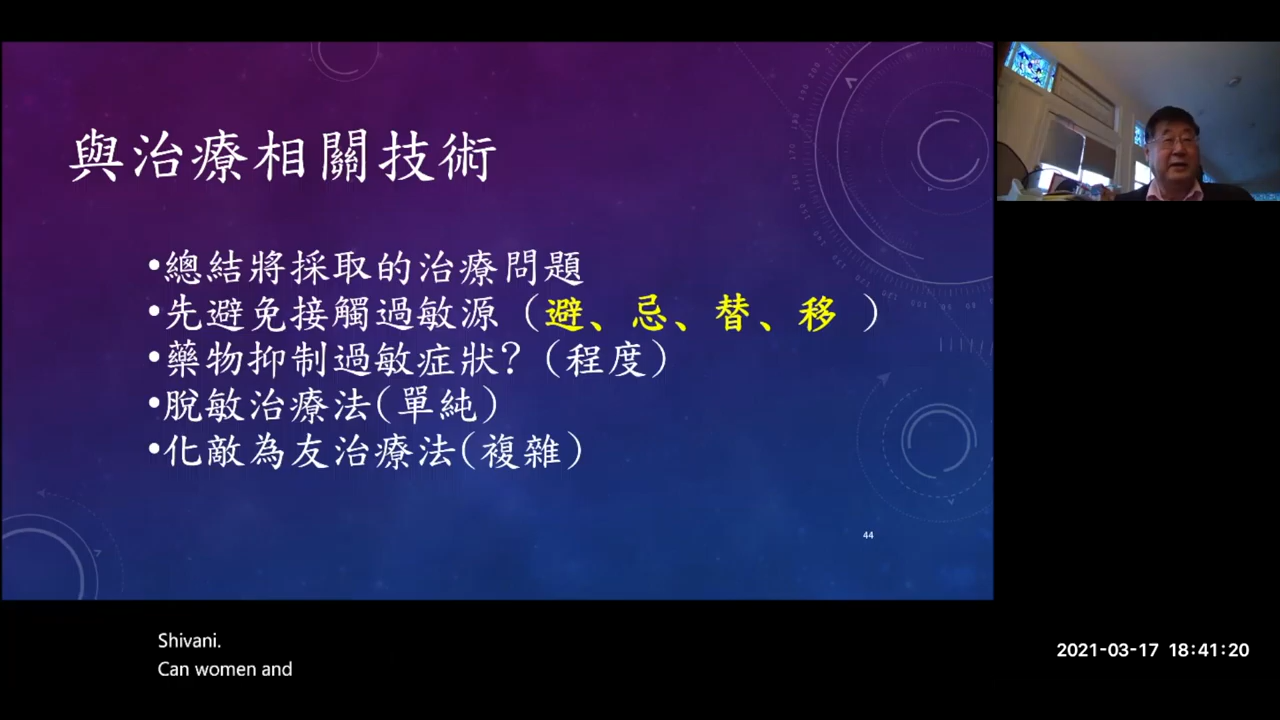 與治療相關技術
•總結將採取的治療問題
•先避免接觸過敏源（避、忌、替、移 ）
•藥物抑制過敏症狀?（程度）
•脫敏治療法(單純）
•化敵為友治療法(複雜）
44
Shivani.
Can women and
2021-03-17 18:41:20